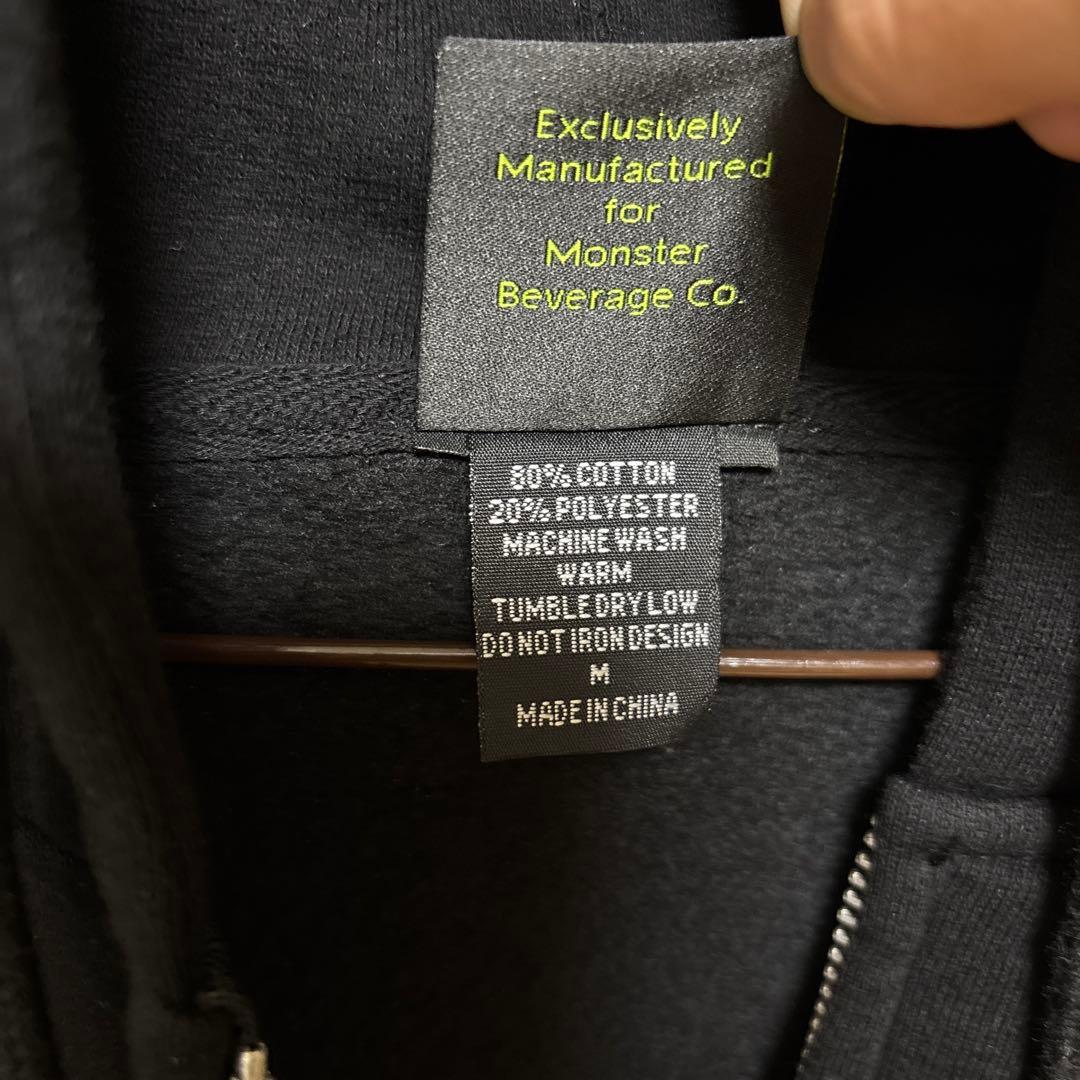 Exclusively
Manufactured
for
Monster
Beverage Co.
80% COTTON
20% POLYESTER
MACHINE WASH
WARM
TUMBLE DRY LOW
DO NOT IRON DESIGN
M
MADE IN CHINA